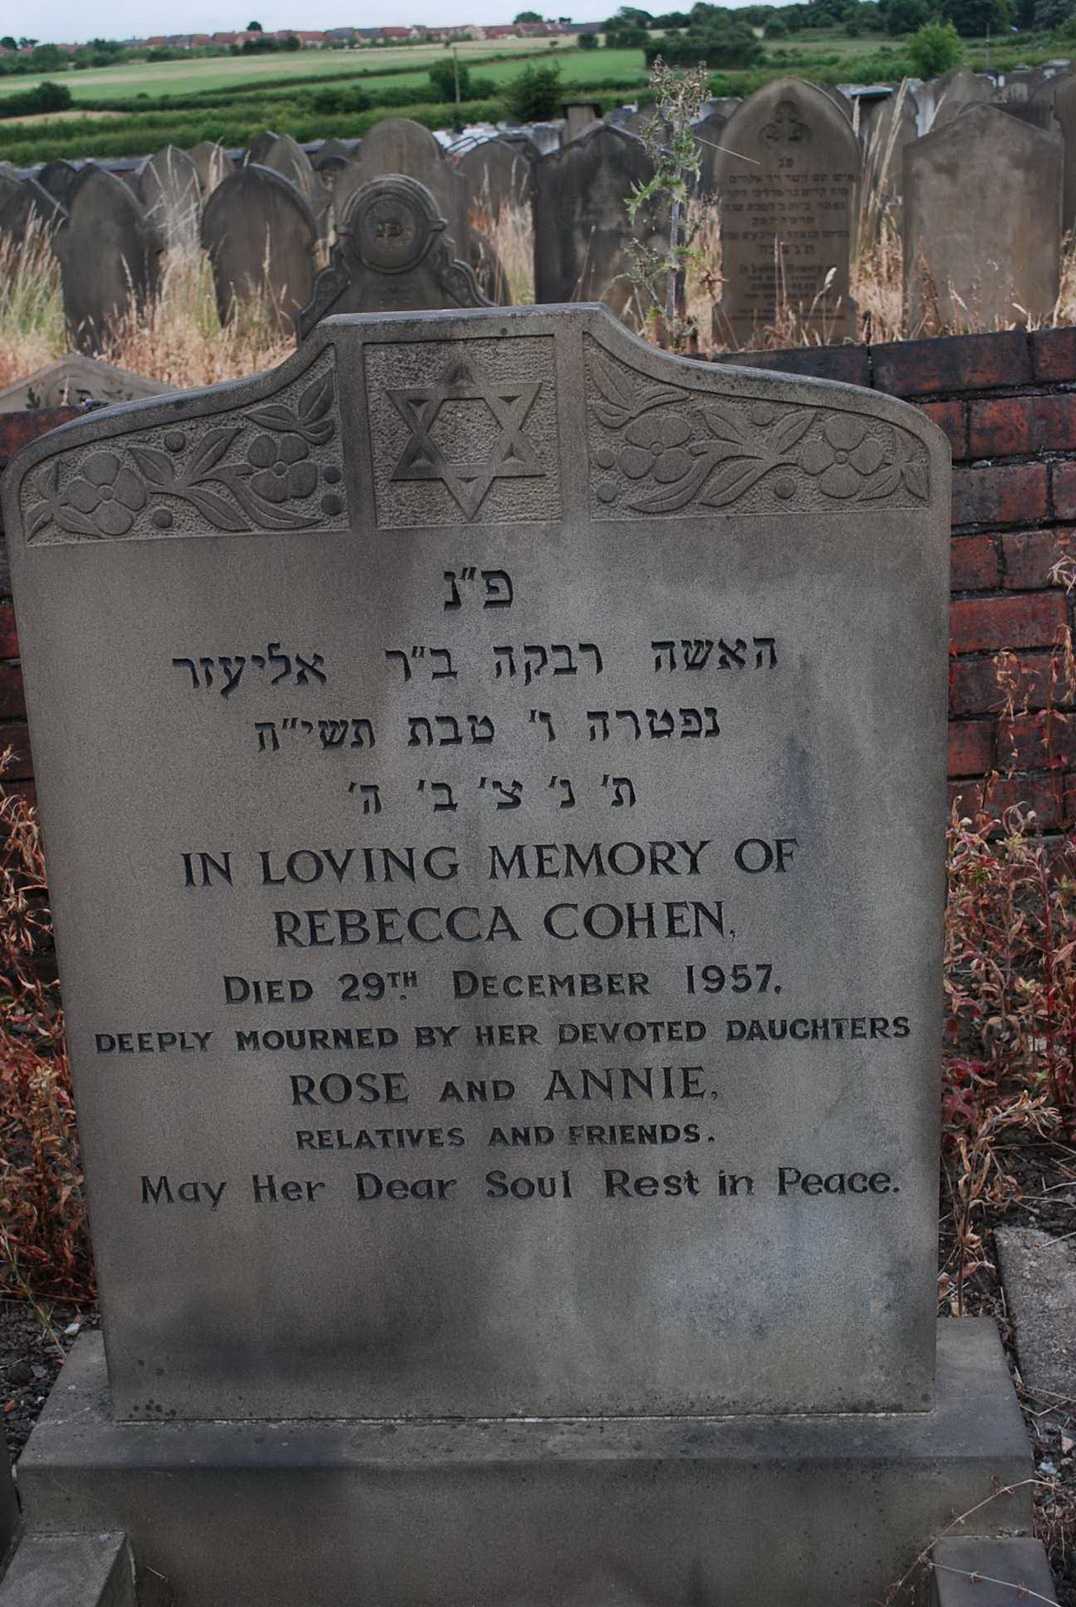 פ"נ
האשה רבקה ב"ר אליעזר
נפטרה ו' טבת תשי"ח
ת' נ' צ' ב' ה'
IN LOVING MEMORY OF
REBECCA COHEN,
DIED 29TH DECEMBER 1957.
DEEPLY MOURNED BY HER DEVOTED DAUGHTERS
ROSE AND ANNIE,
RELATIVES AND FRIENDS.
May Her Dear Soul Rest in Peace.